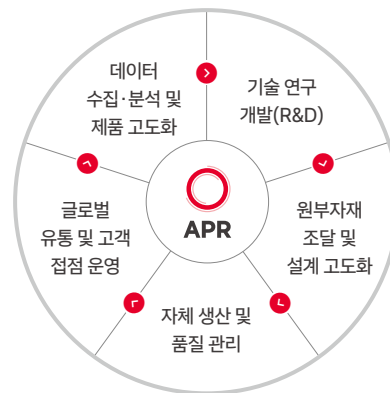 데이터
수집·분석 및
제품 고도화
기술 연구
개발(R&D)
원부자재
조달 및
설계 고도화
자체 생산 및
품질 관리
글로벌
유통 및 고객
접점 운영
APR